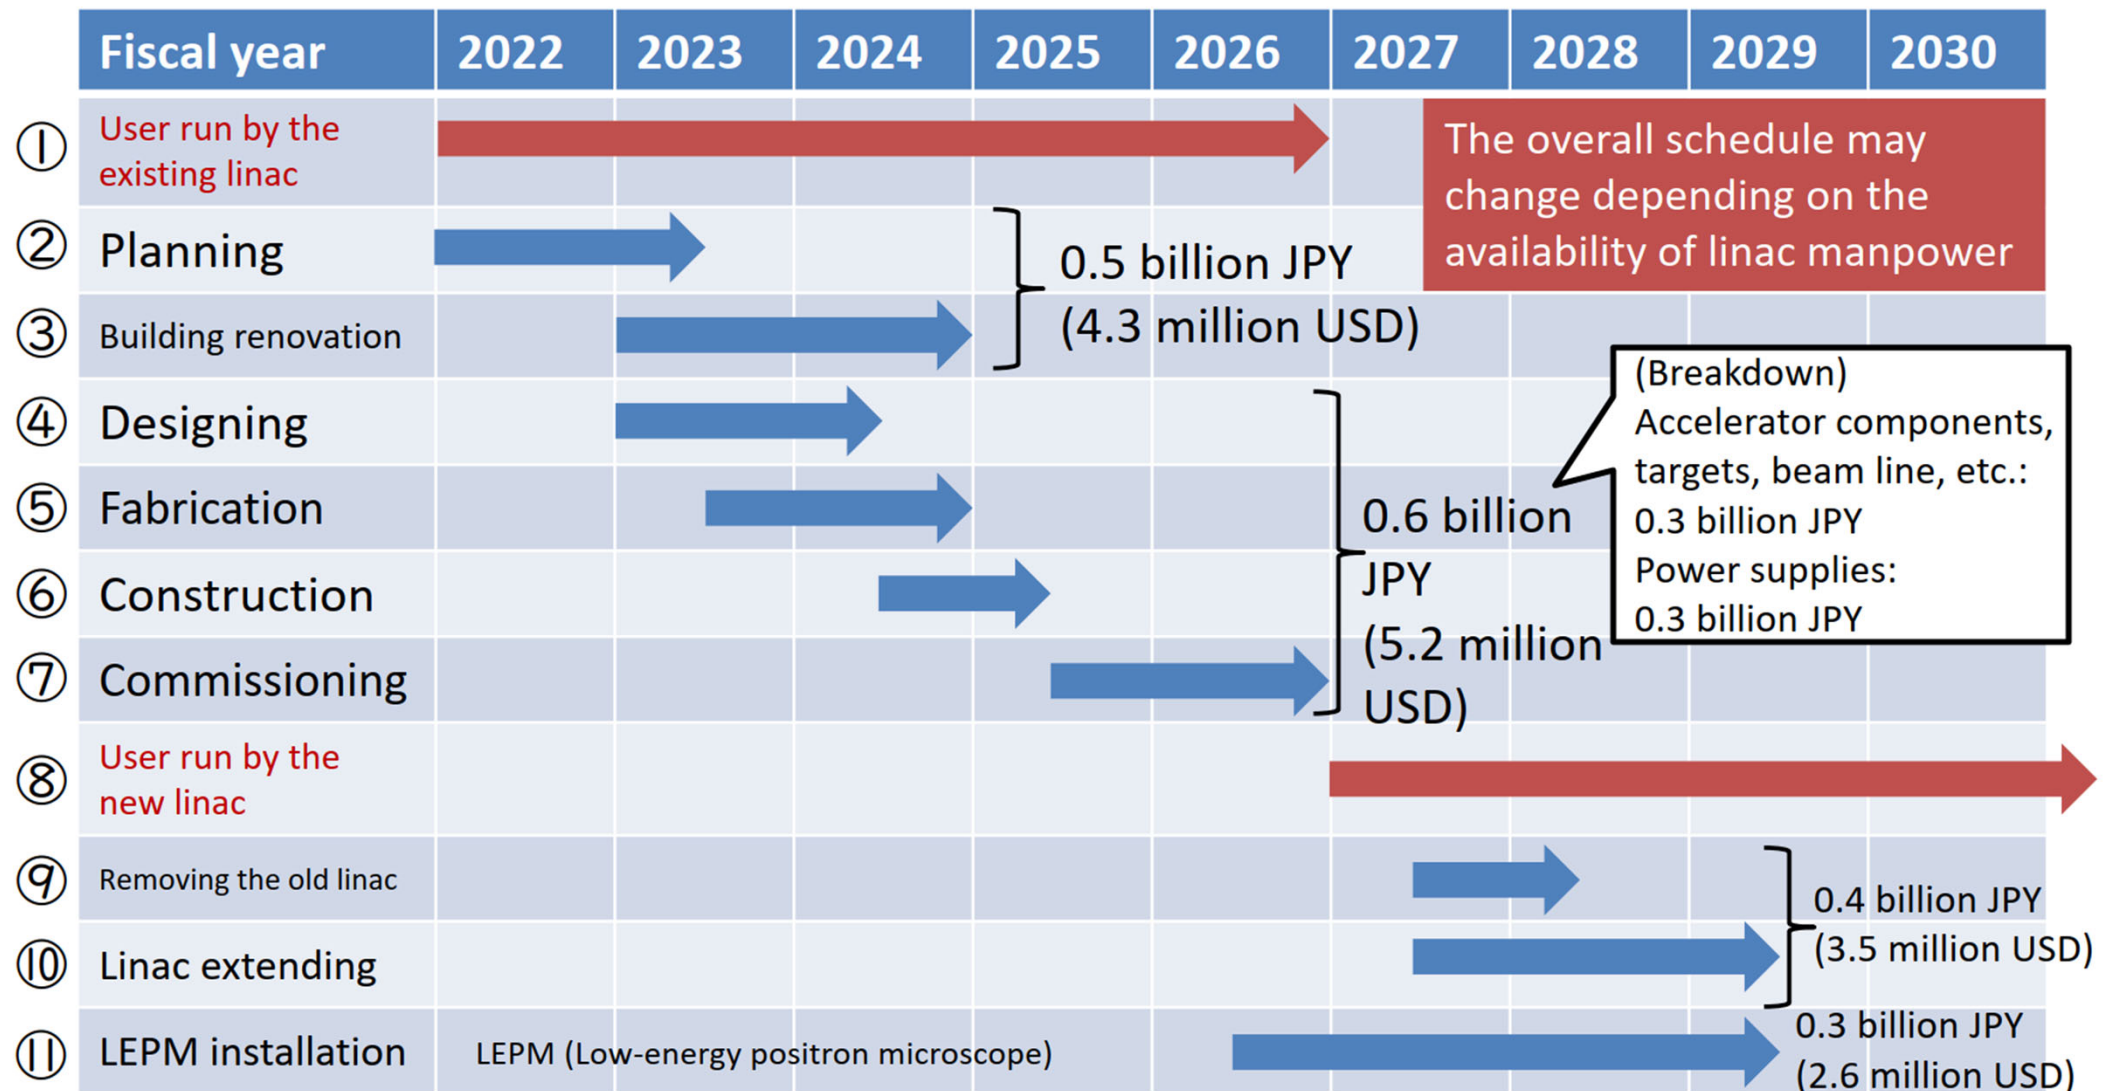 Fiscal year 2022 2023 2024 2025 2026 2027 2028 2029 2030
① User run by the
existing linac
The overall schedule may
change depending on the
availability of linac manpower
② Planning
0.5 billion JPY
(4.3 million USD)
③ Building renovation
④ Designing
(Breakdown)
Accelerator components,
targets, beam line, etc.:
0.3 billion JPY
Power supplies:
0.3 billion JPY
⑤ Fabrication
0.6 billion
JPY
(5.2 million
USD)
⑥ Construction
⑦ Commissioning
⑧ User run by the
new linac
⑨ Removing the old linac
0.4 billion JPY
(3.5 million USD)
⑩ Linac extending
⑪ LEPM installation
LEPM (Low-energy positron microscope)
0.3 billion JPY
(2.6 million USD)